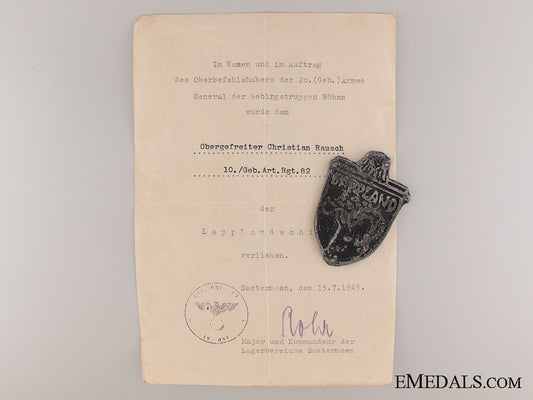 Im Namen und im Auftrag
des Oberbefehlshabers der 20.(Geb.)Armee
General der Gebirgstruppen Böhme
wurde dem
Obergefreiter Christian Rausch
10./Geb.Art.Rgt.82
der
Lapplandschi
verliehen.
Saetermoen, den 15.7.1945.
Rohr
Major und Kommandeur der
Lagerbereichs Saetermoen
LAPPLAND
EMEDALS.COM